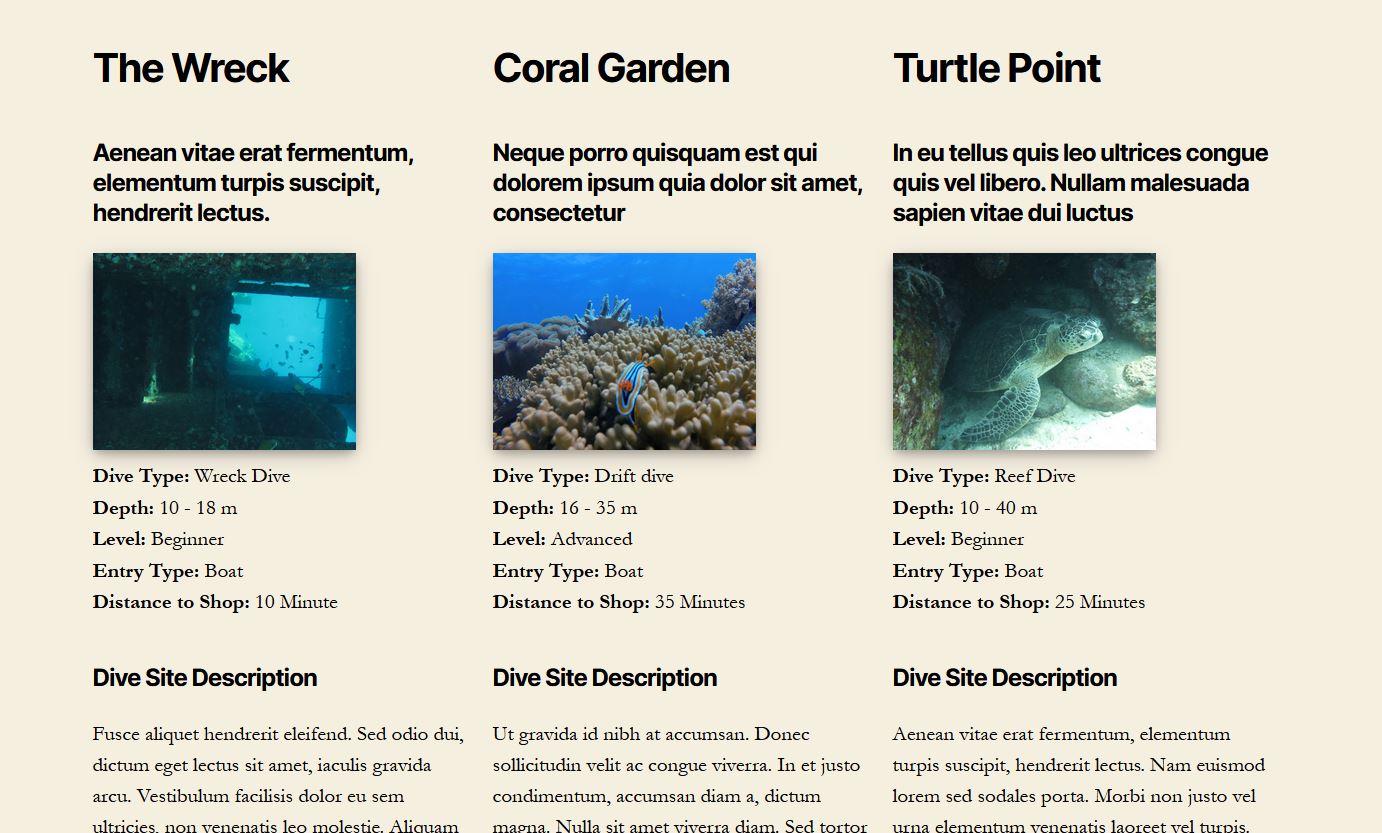 The Wreck
Aenean vitae erat fermentum,
elementum turpis suscipit,
hendrerit lectus.
Dive Type: Wreck Dive
Depth: 10 - 18 m
Level: Beginner
Entry Type: Boat
Distance to Shop: 10 Minute
Dive Site Description
Fusce aliquet hendrerit eleifend. Sed odio dui,
dictum eget lectus sit amet, iaculis gravida
arcu. Vestibulum facilisis dolor eu sem
ultricies, non venenatis leo molestie. Aliquam
Coral Garden
Neque porro quisquam est qui
dolorem ipsum quia dolor sit amet,
consectetur
Dive Type: Drift dive
Depth: 16 - 35 m
Level: Advanced
Entry Type: Boat
Distance to Shop: 35 Minutes
Dive Site Description
Ut gravida id nibh at accumsan. Donec
sollicitudin velit ac congue viverra. In et justo
condimentum, accumsan diam a, dictum
magna. Nulla sit amet viverra diam. Sed tortor
Turtle Point
In eu tellus quis leo ultrices congue
quis vel libero. Nullam malesuada
sapien vitae dui luctus
Dive Type: Reef Dive
Depth: 10 - 40 m
Level: Beginner
Entry Type: Boat
Distance to Shop: 25 Minutes
Dive Site Description
Aenean vitae erat fermentum, elementum
turpis suscipit, hendrerit lectus. Nam euismod
lorem sed sodales porta. Morbi non justo vel
urna elementum venenatis laoreet vel turpis.